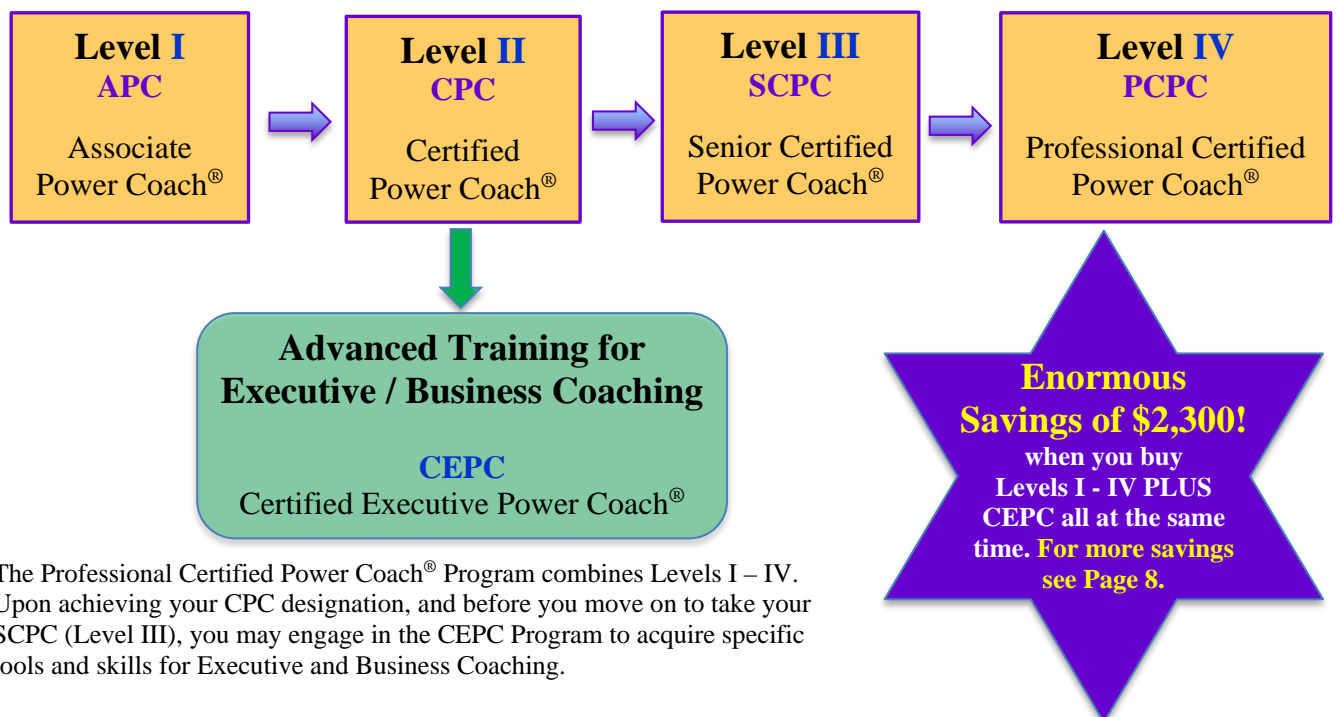 Level I
APC
Associate
Power Coach®
Level II
CPC
Certified
Power Coach®
Level III
SCPC
Senior Certified
Power Coach®
Level IV
PCPC
Professional Certified
Power Coach®
Advanced Training for
Executive / Business Coaching
CEPC
Certified Executive Power Coach®
Enormous
Savings of $2,300!
when you buy
Levels I - IV PLUS
CEPC all at the same
time. For more savings
see Page 8.
The Professional Certified Power Coach® Program combines Levels I – IV.
Upon achieving your CPC designation, and before you move on to take your
SCPC (Level III), you may engage in the CEPC Program to acquire specific
tools and skills for Executive and Business Coaching.